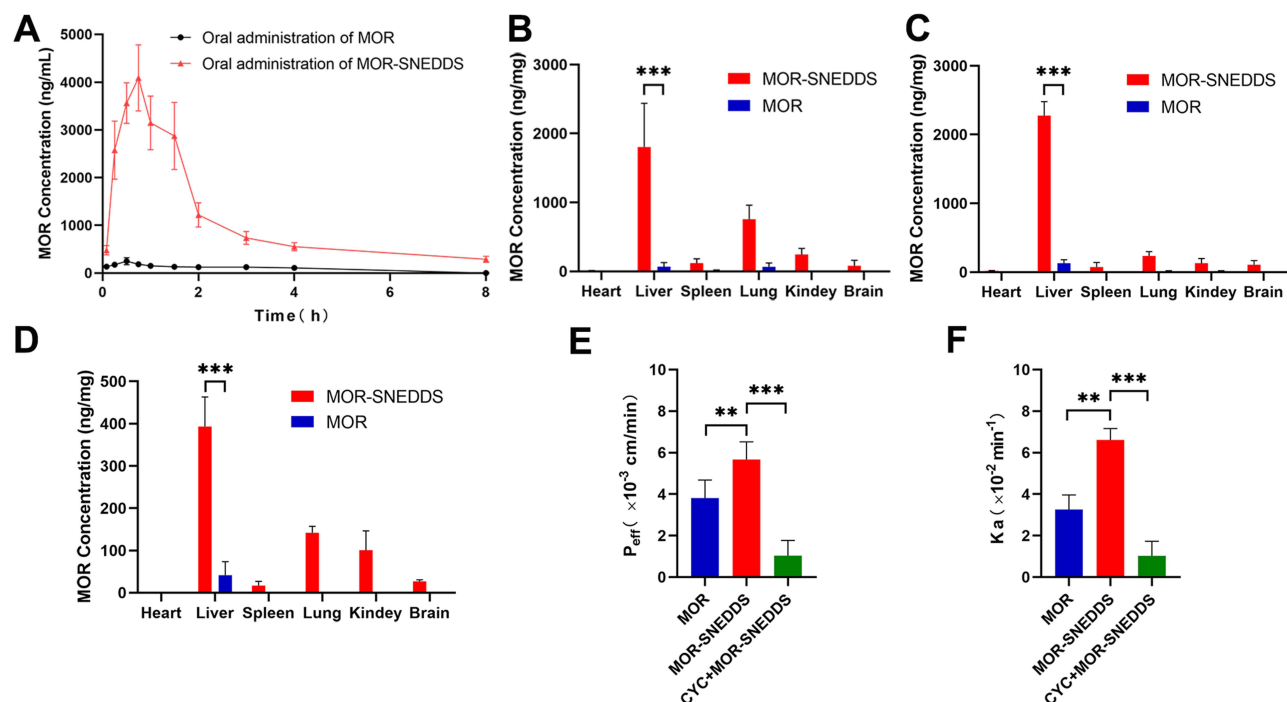 A
MOR Concentration (ng/mL)
5000
4000
3000
2000
1000
0
0
2
4
6
8
Time( h )
Oral administration of MOR
Oral administration of MOR-SNEDDS
B
MOR Concentration (ng/mg)
3000
2000
1000
0
***
MOR-SNEDDS
MOR
Heart Liver Spleen Lung Kindey Brain
C
MOR Concentration (ng/mg)
3000
2000
1000
0
***
MOR-SNEDDS
MOR
Heart Liver Spleen Lung Kindey Brain
D
MOR Concentration (ng/mg)
500
400
300
200
100
0
***
MOR-SNEDDS
MOR
Heart Liver Spleen Lung Kindey Brain
E
Peff( ×10-3 cm/min)
10
8
6
4
2
0
**
***
MOR
MOR-SNEDDS
CYC+MOR-SNEDDS
F
Ka( ×10-2 min-1)
10
8
6
4
2
0
**
***
MOR
MOR-SNEDDS
CYC+MOR-SNEDDS